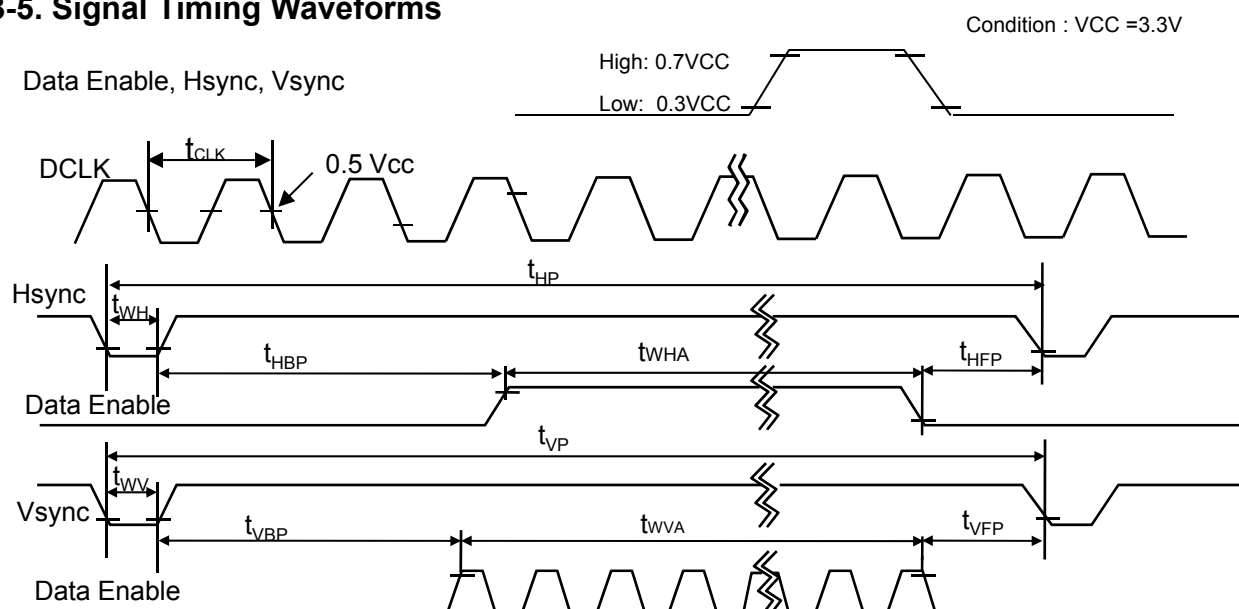 3-5. Signal Timing Waveforms
Condition : VCC =3.3V
Data Enable, Hsync, Vsync
High: 0.7VCC
Low: 0.3VCC
DCLK
tCLK
0.5 Vcc
tHP
Hsync
tWH
tHBP
tWHA
tHFP
Data Enable
tVP
tWV
Vsync
tVBP
tWVA
tVFP
Data Enable